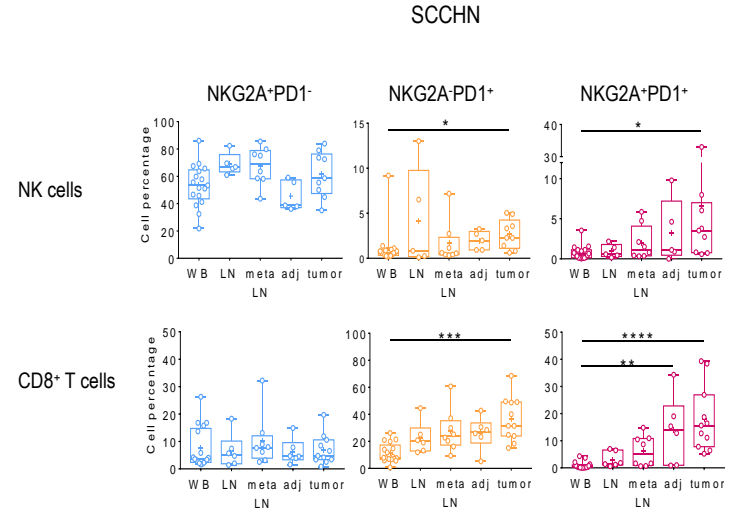 SCCHN
NKG2A⁺PD1⁻ NKG2A⁻PD1⁺ NKG2A⁺PD1⁺
NK cells
Cell percentage
100
80
60
40
20
0
WB LN meta adj tumor
LN
15
10
5
0
*
WB LN meta adj tumor
LN
40
30
10
5
0
*
WB LN meta adj tumor
LN
CD8⁺ T cells
Cell percentage
50
40
30
20
10
0
WB LN meta adj tumor
LN
100
80
60
40
20
0
***
WB LN meta adj tumor
LN
50
40
30
20
10
0
****
**
WB LN meta adj tumor
LN